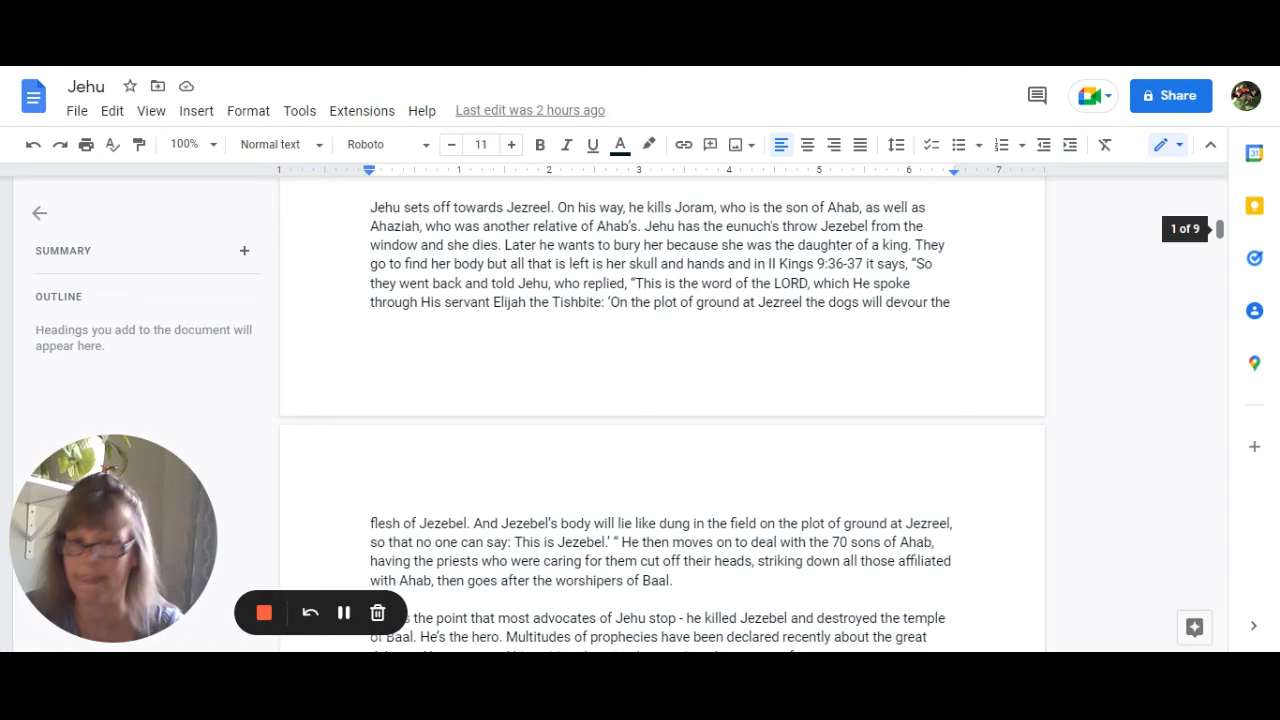 Jehu
File Edit View Insert Format Tools Extensions Help Last edit was 2 hours ago
Share
100% Normal text Roboto 11
1 1 2 3 4 5 6 7
Jehu sets off towards Jezreel. On his way, he kills Joram, who is the son of Ahab, as well as
Ahaziah, who was another relative of Ahab’s. Jehu has the eunuch's throw Jezebel from the
window and she dies. Later he wants to bury her because she was the daughter of a king. They
go to find her body but all that is left is her skull and hands and in II Kings 9:36-37 it says, “So
they went back and told Jehu, who replied, “This is the word of the LORD, which He spoke
through His servant Elijah the Tishbite: ‘On the plot of ground at Jezreel the dogs will devour the
1 of 9
SUMMARY
OUTLINE
Headings you add to the document will
appear here.
flesh of Jezebel. And Jezebel’s body will lie like dung in the field on the plot of ground at Jezreel,
so that no one can say: This is Jezebel.’ “ He then moves on to deal with the 70 sons of Ahab,
having the priests who were caring for them cut off their heads, striking down all those affiliated
with Ahab, then goes after the worshipers of Baal.
the point that most advocates of Jehu stop - he killed Jezebel and destroyed the temple
of Baal. He’s the hero. Multitudes of prophecies have been declared recently about the great